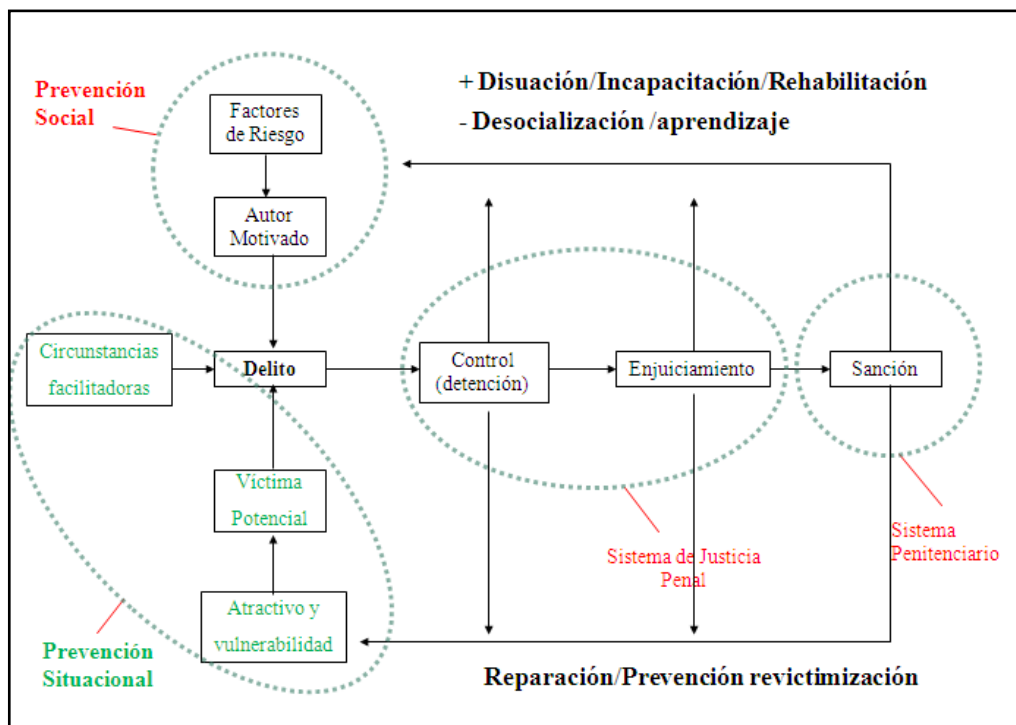 Prevención
Social
Factores
de Riesgo
Autor
Motivado
+ Disuación/Incapacitación/Rehabilitación
- Desocialización /aprendizaje
Circunstancias
facilitadoras
Delito
Control
(detención)
Enjuiciamiento
Sanción
Víctima
Potencial
Atractivo y
vulnerabilidad
Prevención
Situacional
Sistema de Justicia
Penal
Sistema
Penitenciario
Reparación/Prevención revictimización